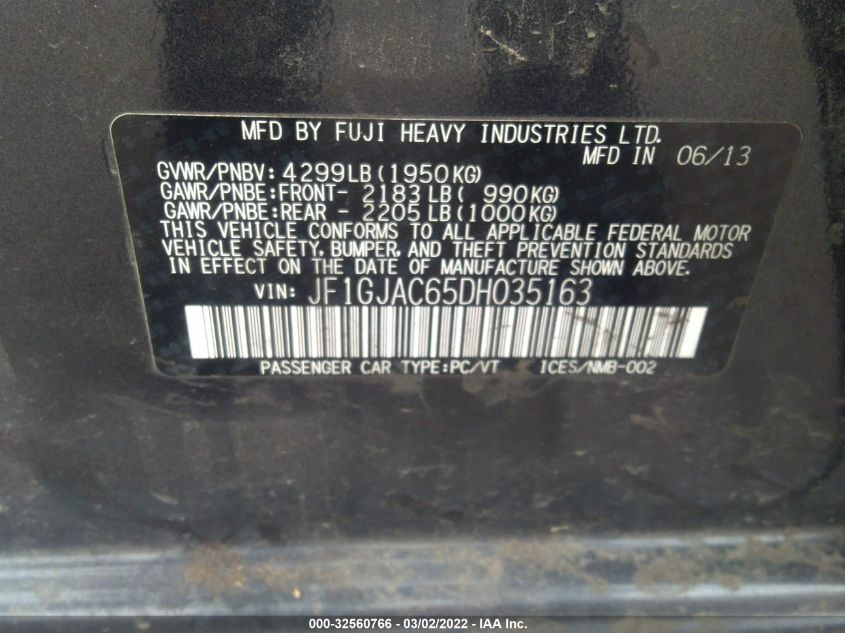 MFD BY FUJI HEAVY INDUSTRIES LTD.
MFD IN 06/13
GVWR/PNBV: 4299LB(1950KG)
GAWR/PNBE:FRONT- 2183LB( 990KG)
GAWR/PNBE:REAR - 2205LB(1000KG)
THIS VEHICLE CONFORMS TO ALL APPLICABLE FEDERAL MOTOR
VEHICLE SAFETY, BUMPER, AND THEFT PREVENTION STANDARDS
IN EFFECT ON THE DATE OF MANUFACTURE SHOWN ABOVE.
VIN: JF1GJAC65DH035163
PASSENGER CAR TYPE:PC/VT ICES/NMB-002
000-32560766 - 03/02/2022 - IAA Inc.